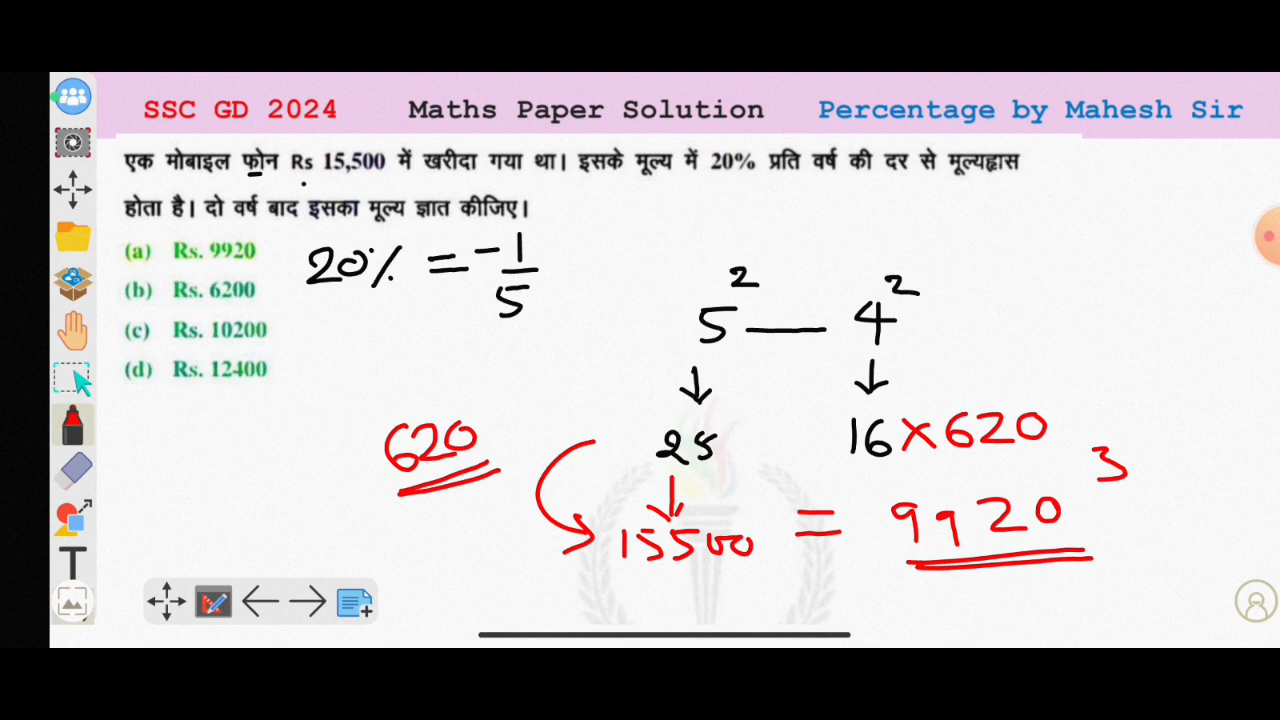 SSC GD 2024 Maths Paper Solution Percentage by Mahesh Sir
एक मोबाइल फोन Rs 15,500 में खरीदा गया था। इसके मूल्य में 20% प्रति वर्ष की दर से मूल्यह्रास
होता है। दो वर्ष बाद इसका मूल्य ज्ञात कीजिए।
(a) Rs. 9920
(b) Rs. 6200
(c) Rs. 10200
(d) Rs. 12400
20% = -1/5
5² — 4²
620
25 16 × 620
3
15500 = 9920
T